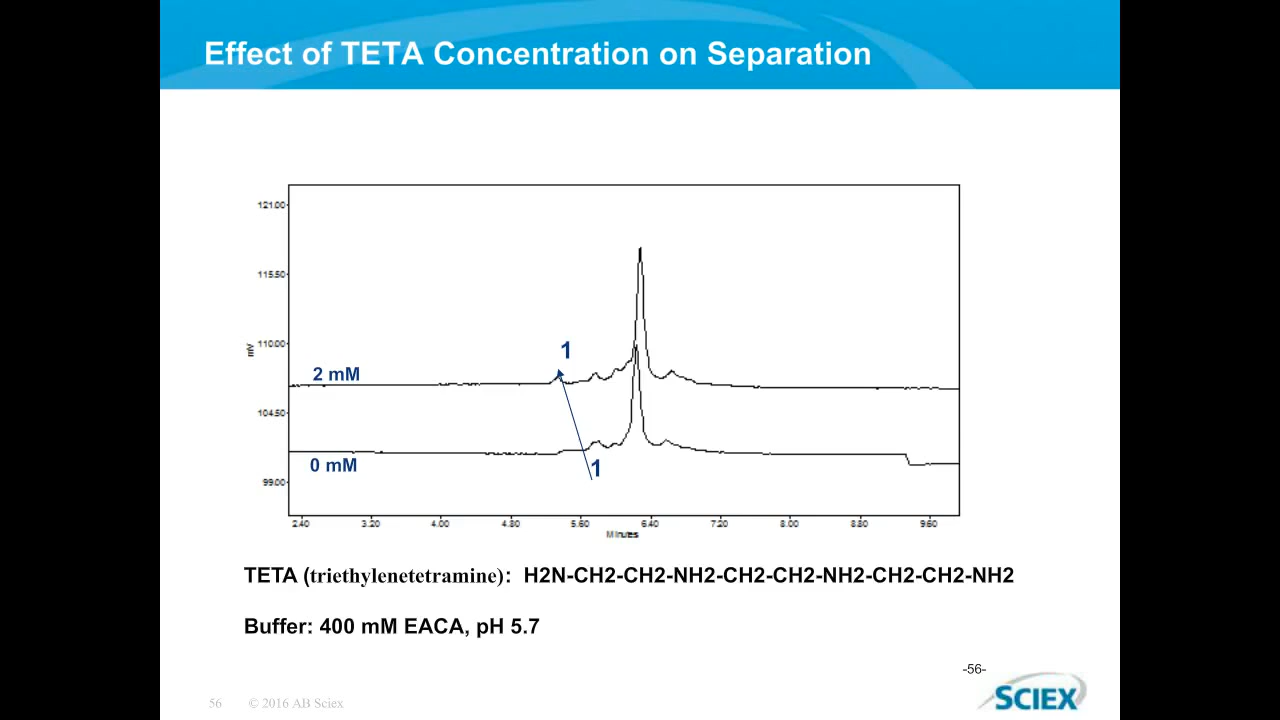 Effect of TETA Concentration on Separation
121.00
115.50
110.00
104.50
99.00
mV
2 mM
0 mM
1
1
2.40 3.20 4.00 4.80 5.60 6.40 7.20 8.00 8.80 9.60
Minutes
TETA (triethylenetetramine): H2N-CH2-CH2-NH2-CH2-CH2-NH2-CH2-CH2-NH2
Buffer: 400 mM EACA, pH 5.7
-56-
SCIEX
56 © 2016 AB Sciex